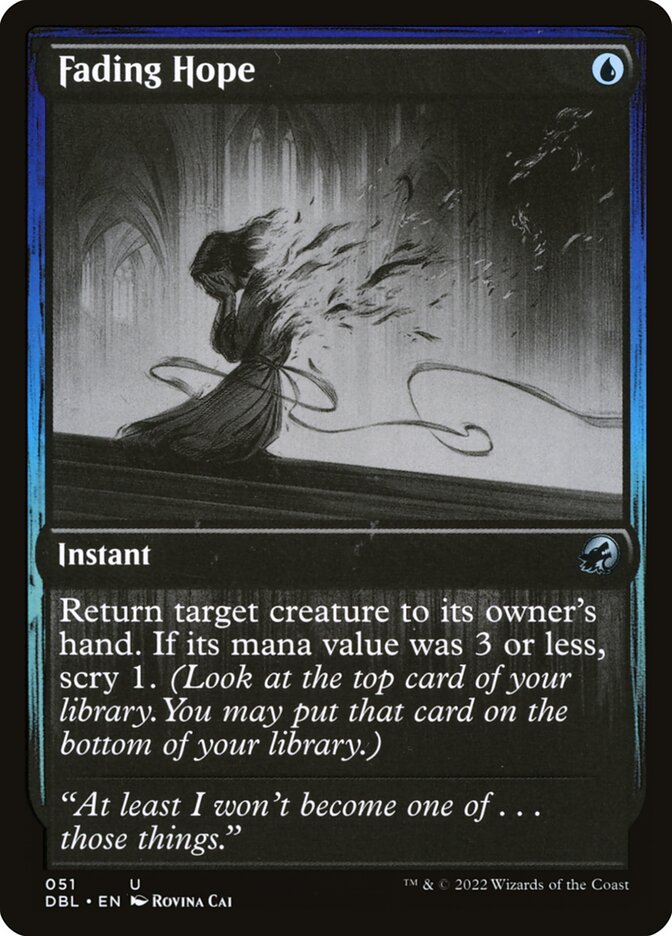 Fading Hope
Instant
Return target creature to its owner's
hand. If its mana value was 3 or less,
scry 1. (Look at the top card of your
library. You may put that card on the
bottom of your library.)
“At least I won't become one of . . .
those things.”
051 U
DBL • EN Rovina Cai
™ & © 2022 Wizards of the Coast